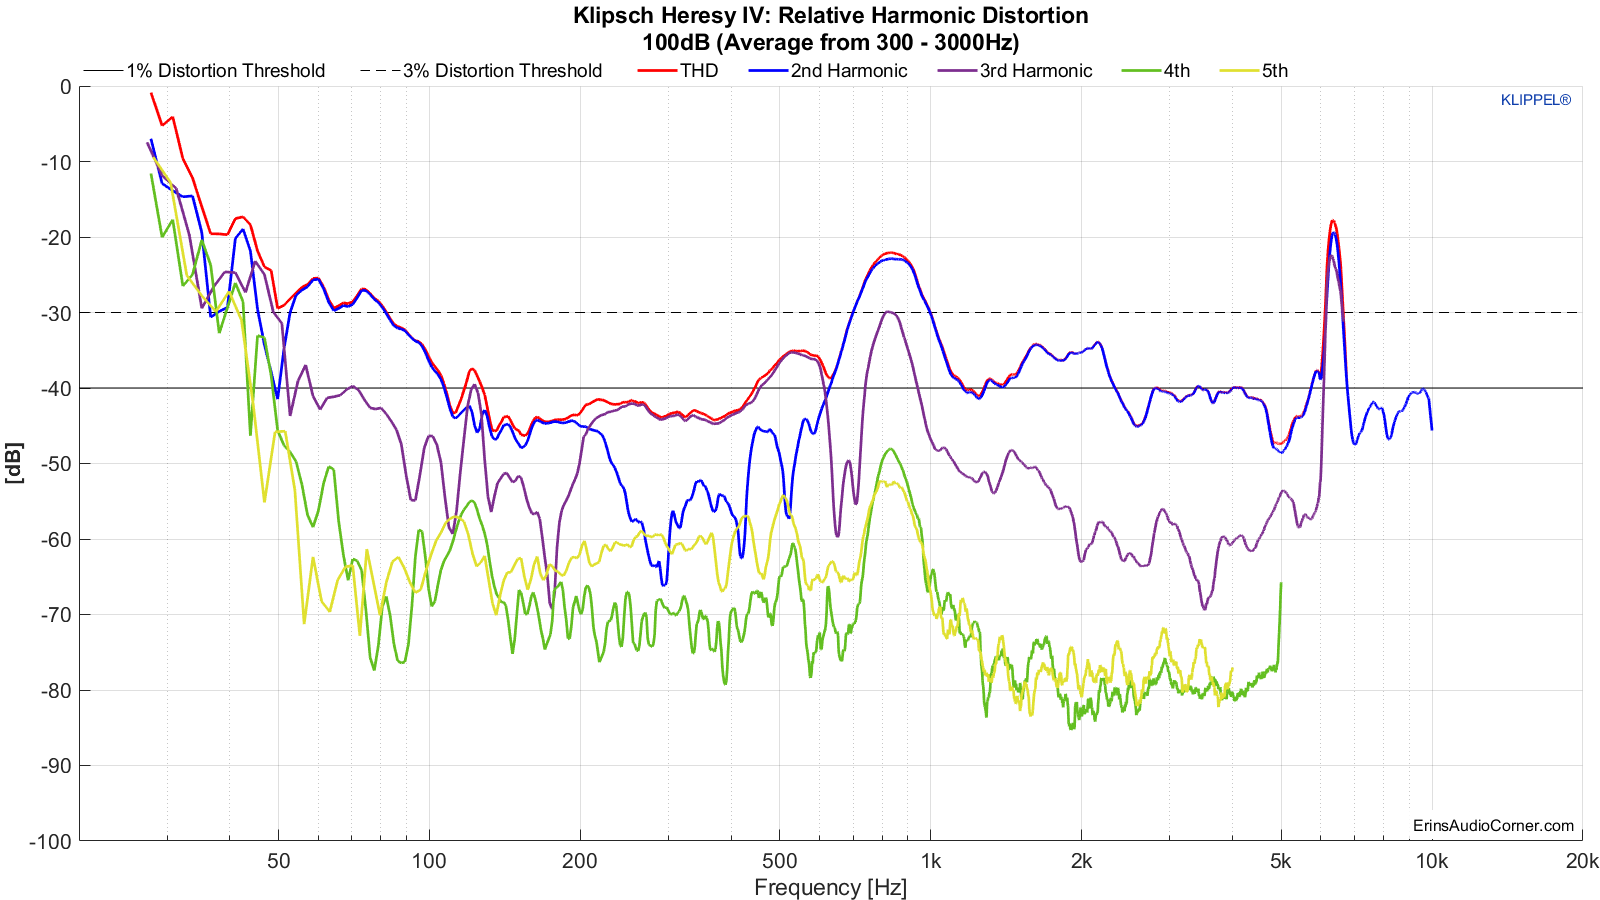 Klipsch Heresy IV: Relative Harmonic Distortion
100dB (Average from 300 - 3000Hz)
1% Distortion Threshold 3% Distortion Threshold THD 2nd Harmonic 3rd Harmonic 4th 5th
KLIPPEL®
0
-10
-20
-30
-40
-50
-60
-70
-80
-90
-100
[dB]
ErinsAudioCorner.com
50 100 200 500 1k 2k 5k 10k 20k
Frequency [Hz]